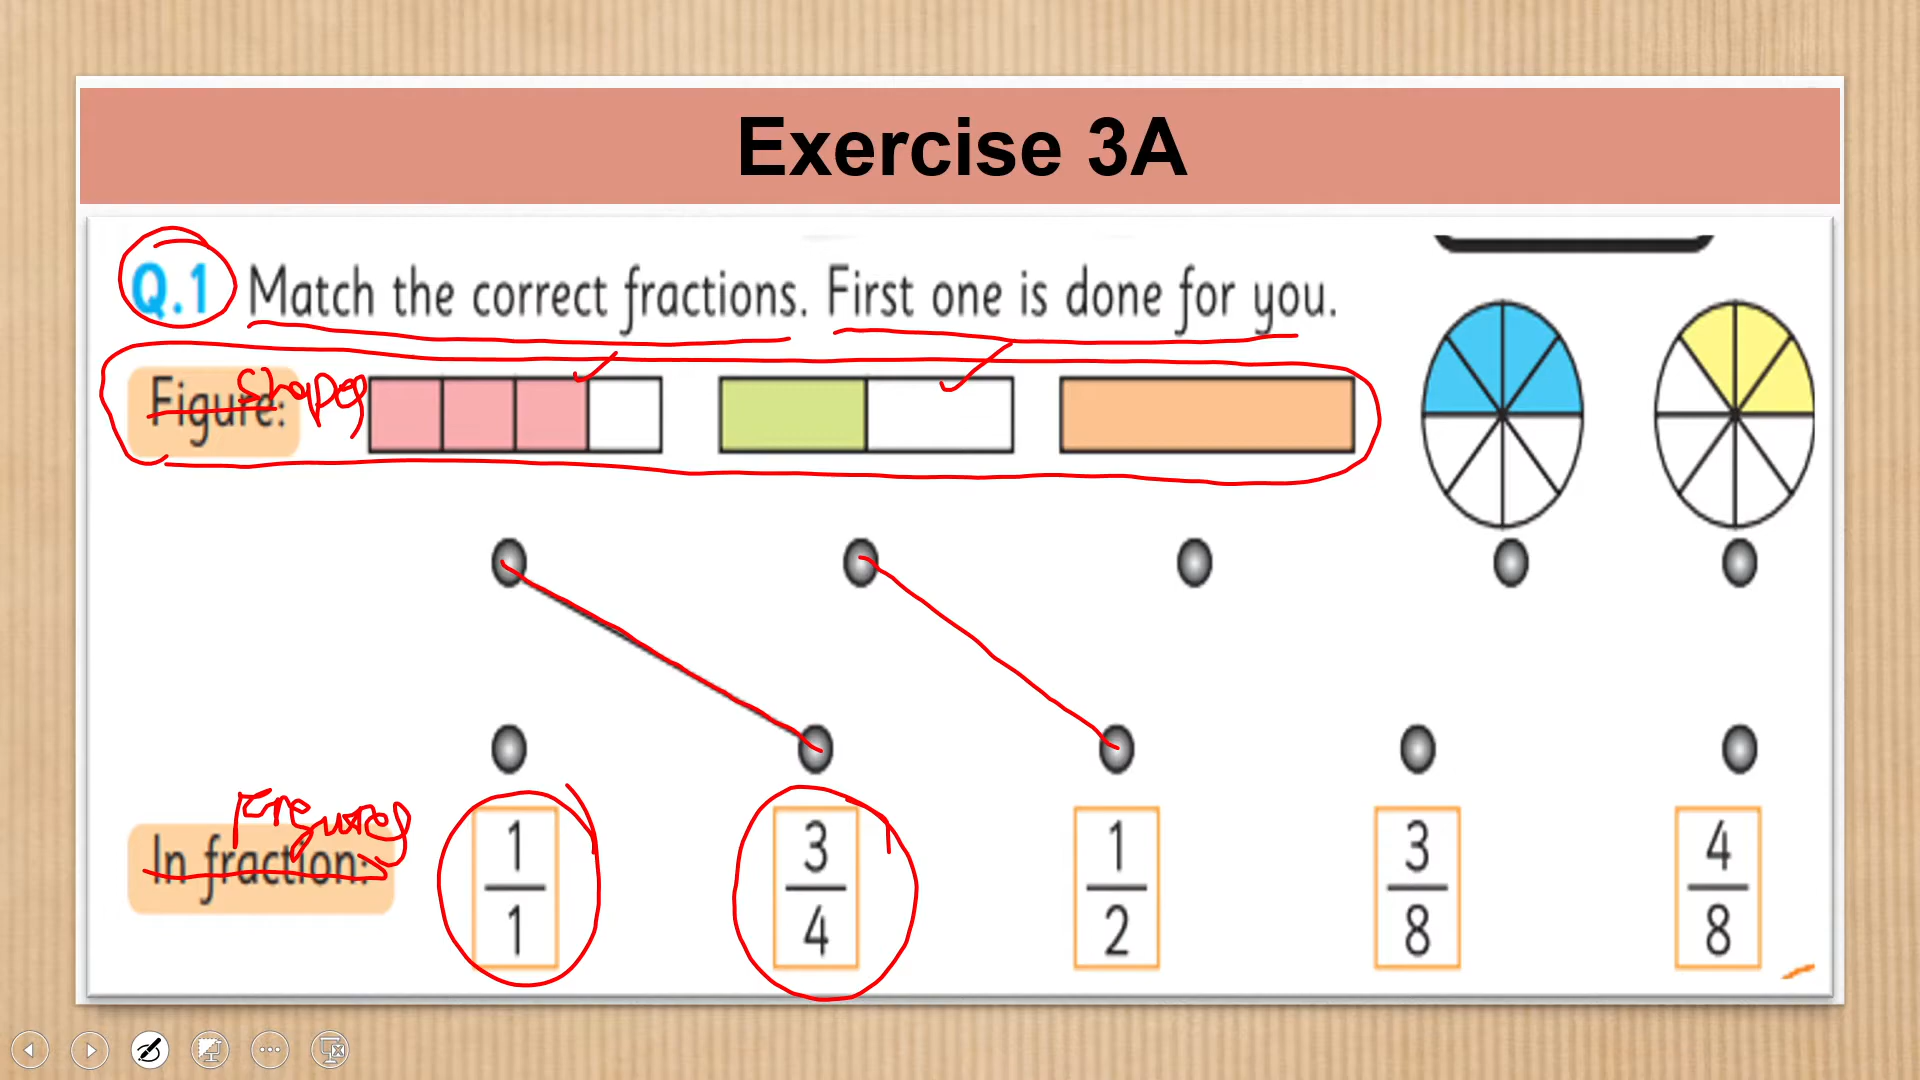 Exercise 3A
Q.1 Match the correct fractions. First one is done for you.
Figure: Shapes
Figures
In fraction:
1/1 3/4 1/2 3/8 4/8